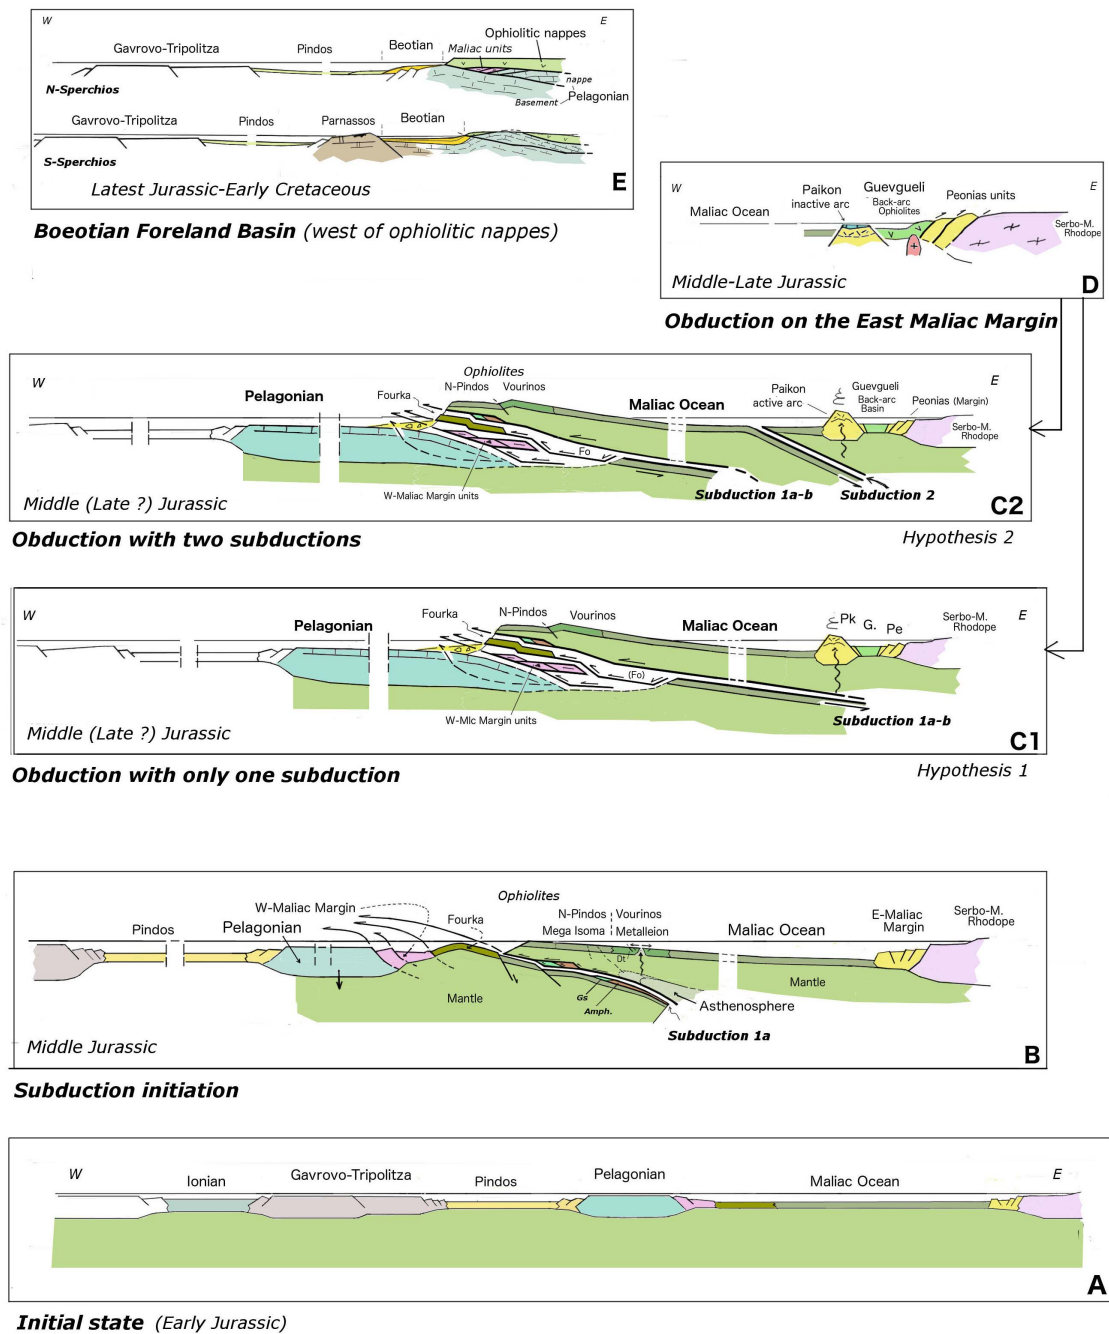 W
E
Ophiolitic nappes
Gavrovo-Tripolitza
Pindos
Beotian
Maliac units
nappe
Pelagonian
Basement
N-Sperchios
Gavrovo-Tripolitza
Pindos
Parnassos
Beotian
S-Sperchios
Latest Jurassic-Early Cretaceous
E
Boeotian Foreland Basin (west of ophiolitic nappes)
W
E
Maliac Ocean
Paikon
inactive arc
Guevgueli
Back-arc
Ophiolites
Peonias units
Serbo-M.
Rhodope
Middle-Late Jurassic
D
Obduction on the East Maliac Margin
W
E
Ophiolites
Pelagonian
Fourka
N-Pindos
Vourinos
Maliac Ocean
Paikon
active arc
Guevgueli
Back-arc
Basin
Peonias (Margin)
Serbo-M.
Rhodope
Fo
W-Maliac Margin units
Subduction 1a-b
Subduction 2
Middle (Late ?) Jurassic
C2
Obduction with two subductions
Hypothesis 2
W
E
Pelagonian
Fourka
N-Pindos
Vourinos
Maliac Ocean
Pk
G.
Pe
Serbo-M.
Rhodope
(Fo)
W-Mlc Margin units
Subduction 1a-b
Middle (Late ?) Jurassic
C1
Obduction with only one subduction
Hypothesis 1
Ophiolites
W-Maliac Margin
Pindos
Pelagonian
Fourka
N-Pindos
Mega Isoma
Vourinos
Metalleion
Maliac Ocean
E-Maliac
Margin
Serbo-M.
Rhodope
Dt
Mantle
Gs
Amph.
Asthenosphere
Mantle
Subduction 1a
Middle Jurassic
B
Subduction initiation
W
E
Ionian
Gavrovo-Tripolitza
Pindos
Pelagonian
Maliac Ocean
A
Initial state (Early Jurassic)